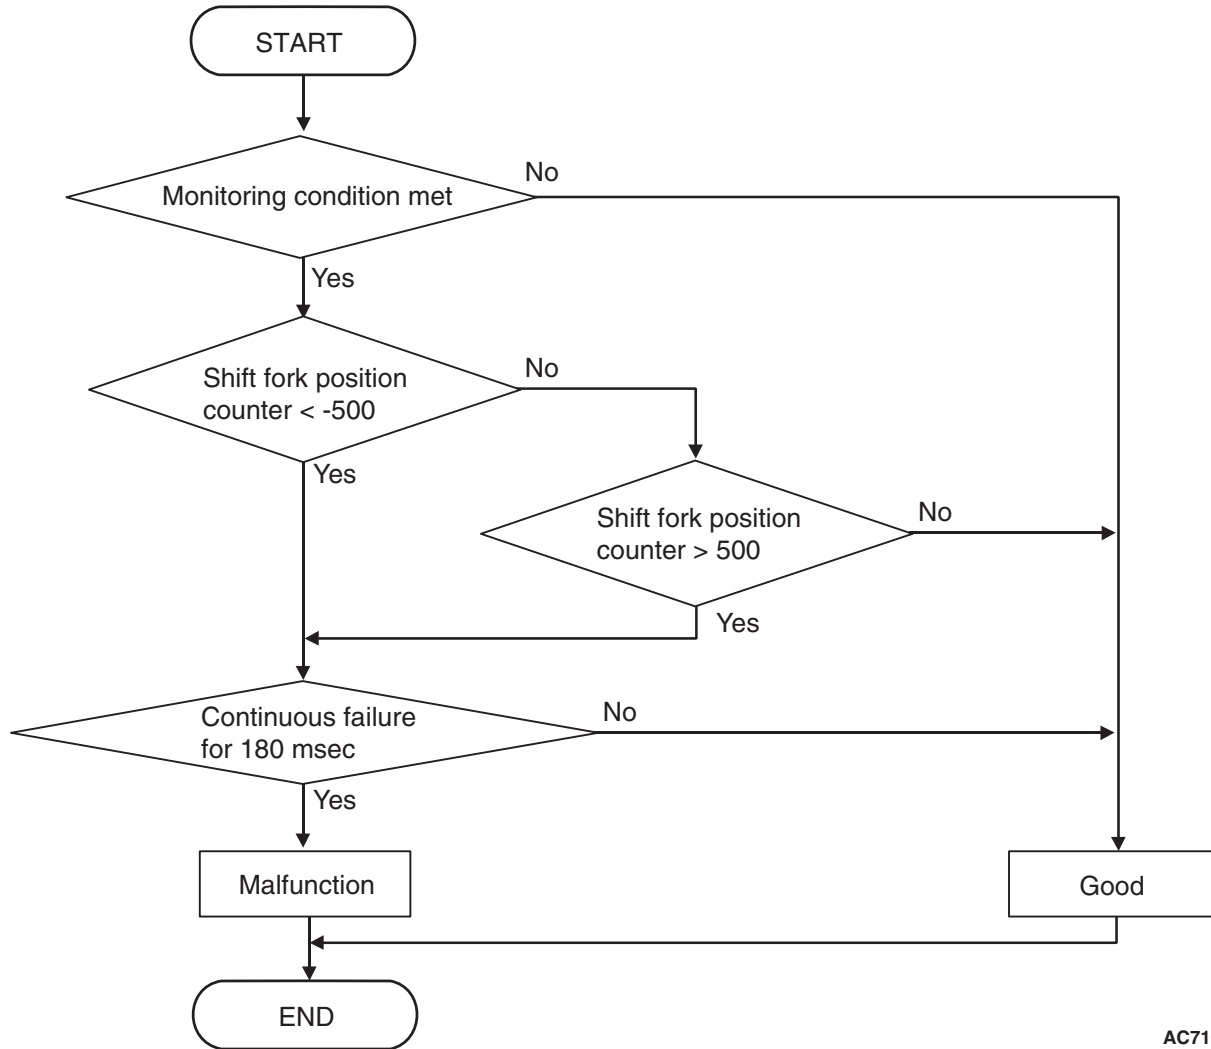 START
Monitoring condition met
No
Yes
Shift fork position
counter < -500
No
Yes
Shift fork position
counter > 500
No
Yes
Continuous failure
for 180 msec
No
Yes
Malfunction
Good
END
AC71